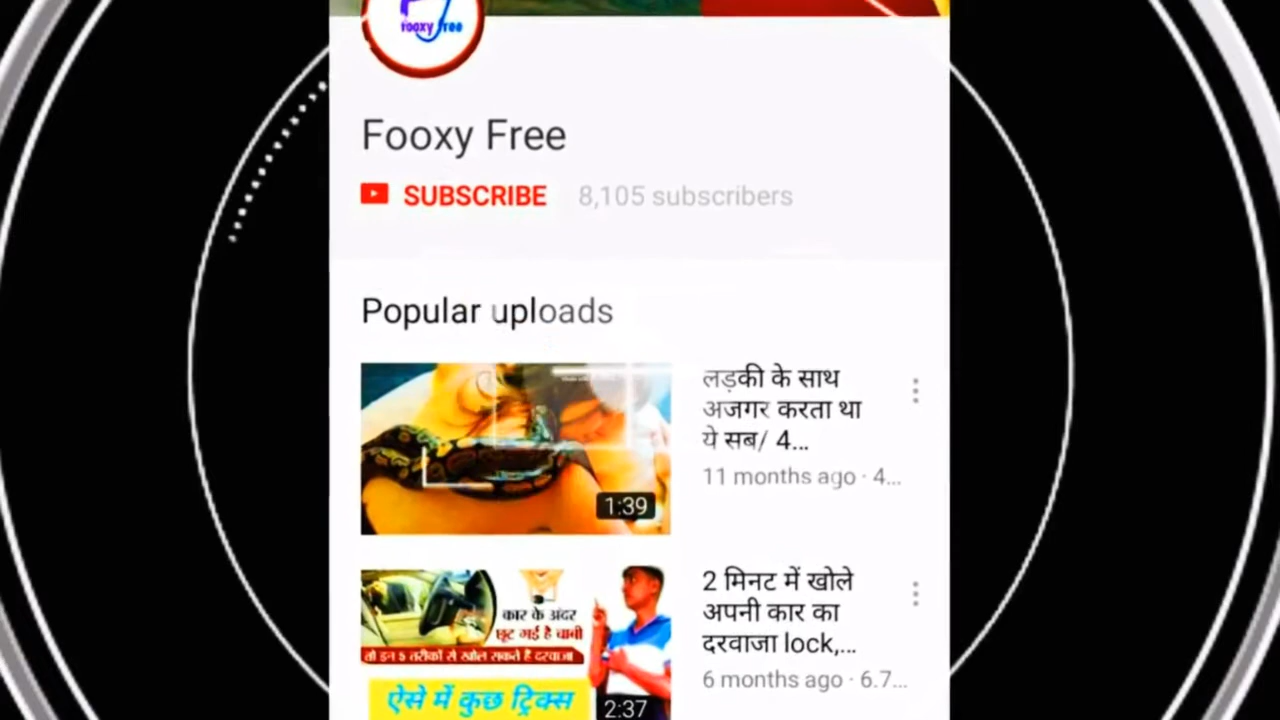 fooxy free
Fooxy Free
SUBSCRIBE 8,105 subscribers
Popular uploads
लड़की के साथ
अजगर करता था
ये सब/ 4...
11 months ago · 4...
1:39
2 मिनट में खोले
अपनी कार का
दरवाजा lock,...
6 months ago · 6.7...
कार के अंदर
छूट गई है चाबी
तो इन 5 तरीकों से खोल सकते हैं दरवाजा
ऐसे में कुछ ट्रिक्स
2:37